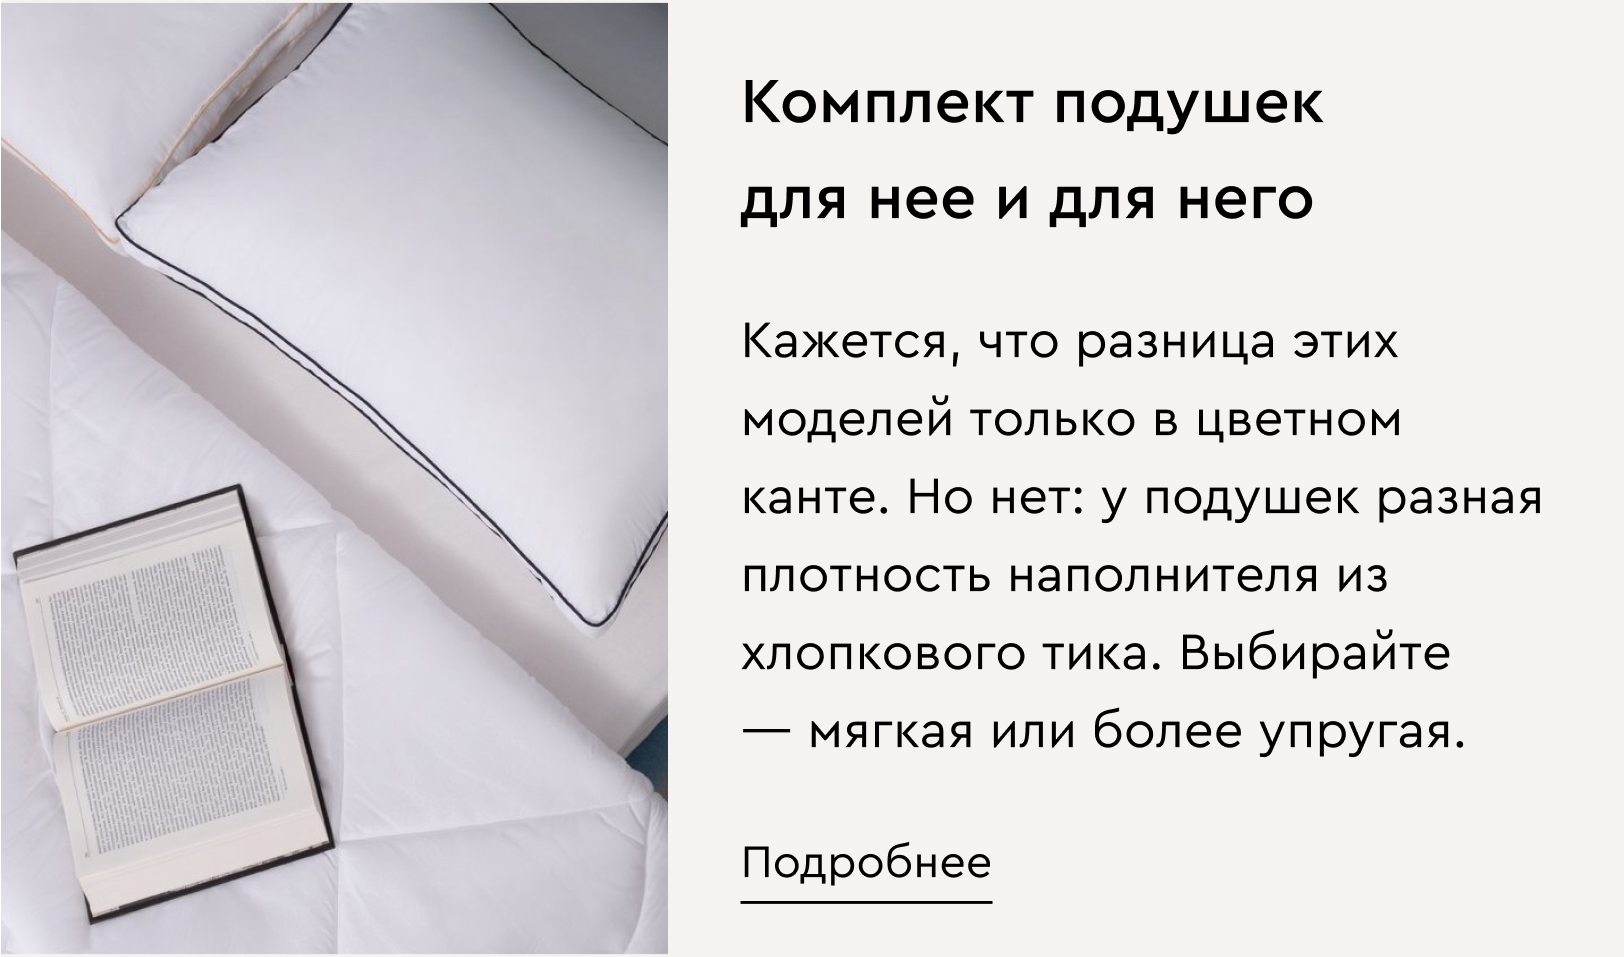 Комплект подушек
для нее и для него
Кажется, что разница этих
моделей только в цветном
канте. Но нет: у подушек разная
плотность наполнителя из
хлопкового тика. Выбирайте
— мягкая или более упругая.
Подробнее